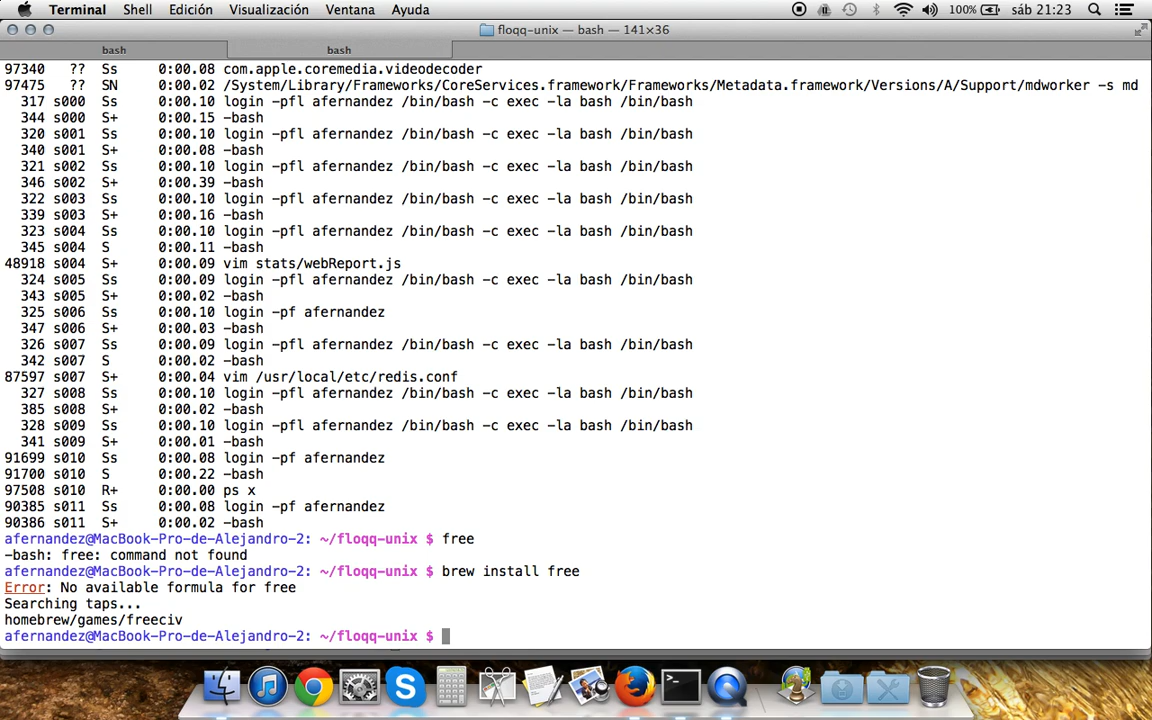 Terminal Shell Edición Visualización Ventana Ayuda 100% sáb 21:23
floqq-unix — bash — 141×36
bash bash
97340 ?? Ss 0:00.08 com.apple.coremedia.videodecoder
97475 ?? SN 0:00.02 /System/Library/Frameworks/CoreServices.framework/Frameworks/Metadata.framework/Versions/A/Support/mdworker -s md
317 s000 Ss 0:00.10 login -pfl afernandez /bin/bash -c exec -la bash /bin/bash
344 s000 S+ 0:00.15 -bash
320 s001 Ss 0:00.10 login -pfl afernandez /bin/bash -c exec -la bash /bin/bash
340 s001 S+ 0:00.08 -bash
321 s002 Ss 0:00.10 login -pfl afernandez /bin/bash -c exec -la bash /bin/bash
346 s002 S+ 0:00.39 -bash
322 s003 Ss 0:00.10 login -pfl afernandez /bin/bash -c exec -la bash /bin/bash
339 s003 S+ 0:00.16 -bash
323 s004 Ss 0:00.10 login -pfl afernandez /bin/bash -c exec -la bash /bin/bash
345 s004 S 0:00.11 -bash
48918 s004 S+ 0:00.09 vim stats/webReport.js
324 s005 Ss 0:00.09 login -pfl afernandez /bin/bash -c exec -la bash /bin/bash
343 s005 S+ 0:00.02 -bash
325 s006 Ss 0:00.10 login -pf afernandez
347 s006 S+ 0:00.03 -bash
326 s007 Ss 0:00.09 login -pfl afernandez /bin/bash -c exec -la bash /bin/bash
342 s007 S 0:00.02 -bash
87597 s007 S+ 0:00.04 vim /usr/local/etc/redis.conf
327 s008 Ss 0:00.10 login -pfl afernandez /bin/bash -c exec -la bash /bin/bash
385 s008 S+ 0:00.02 -bash
328 s009 Ss 0:00.10 login -pfl afernandez /bin/bash -c exec -la bash /bin/bash
341 s009 S+ 0:00.01 -bash
91699 s010 Ss 0:00.08 login -pf afernandez
91700 s010 S 0:00.22 -bash
97508 s010 R+ 0:00.00 ps x
90385 s011 Ss 0:00.08 login -pf afernandez
90386 s011 S+ 0:00.02 -bash
afernandez@MacBook-Pro-de-Alejandro-2: ~/floqq-unix $ free
-bash: free: command not found
afernandez@MacBook-Pro-de-Alejandro-2: ~/floqq-unix $ brew install free
Error: No available formula for free
Searching taps...
homebrew/games/freeciv
afernandez@MacBook-Pro-de-Alejandro-2: ~/floqq-unix $